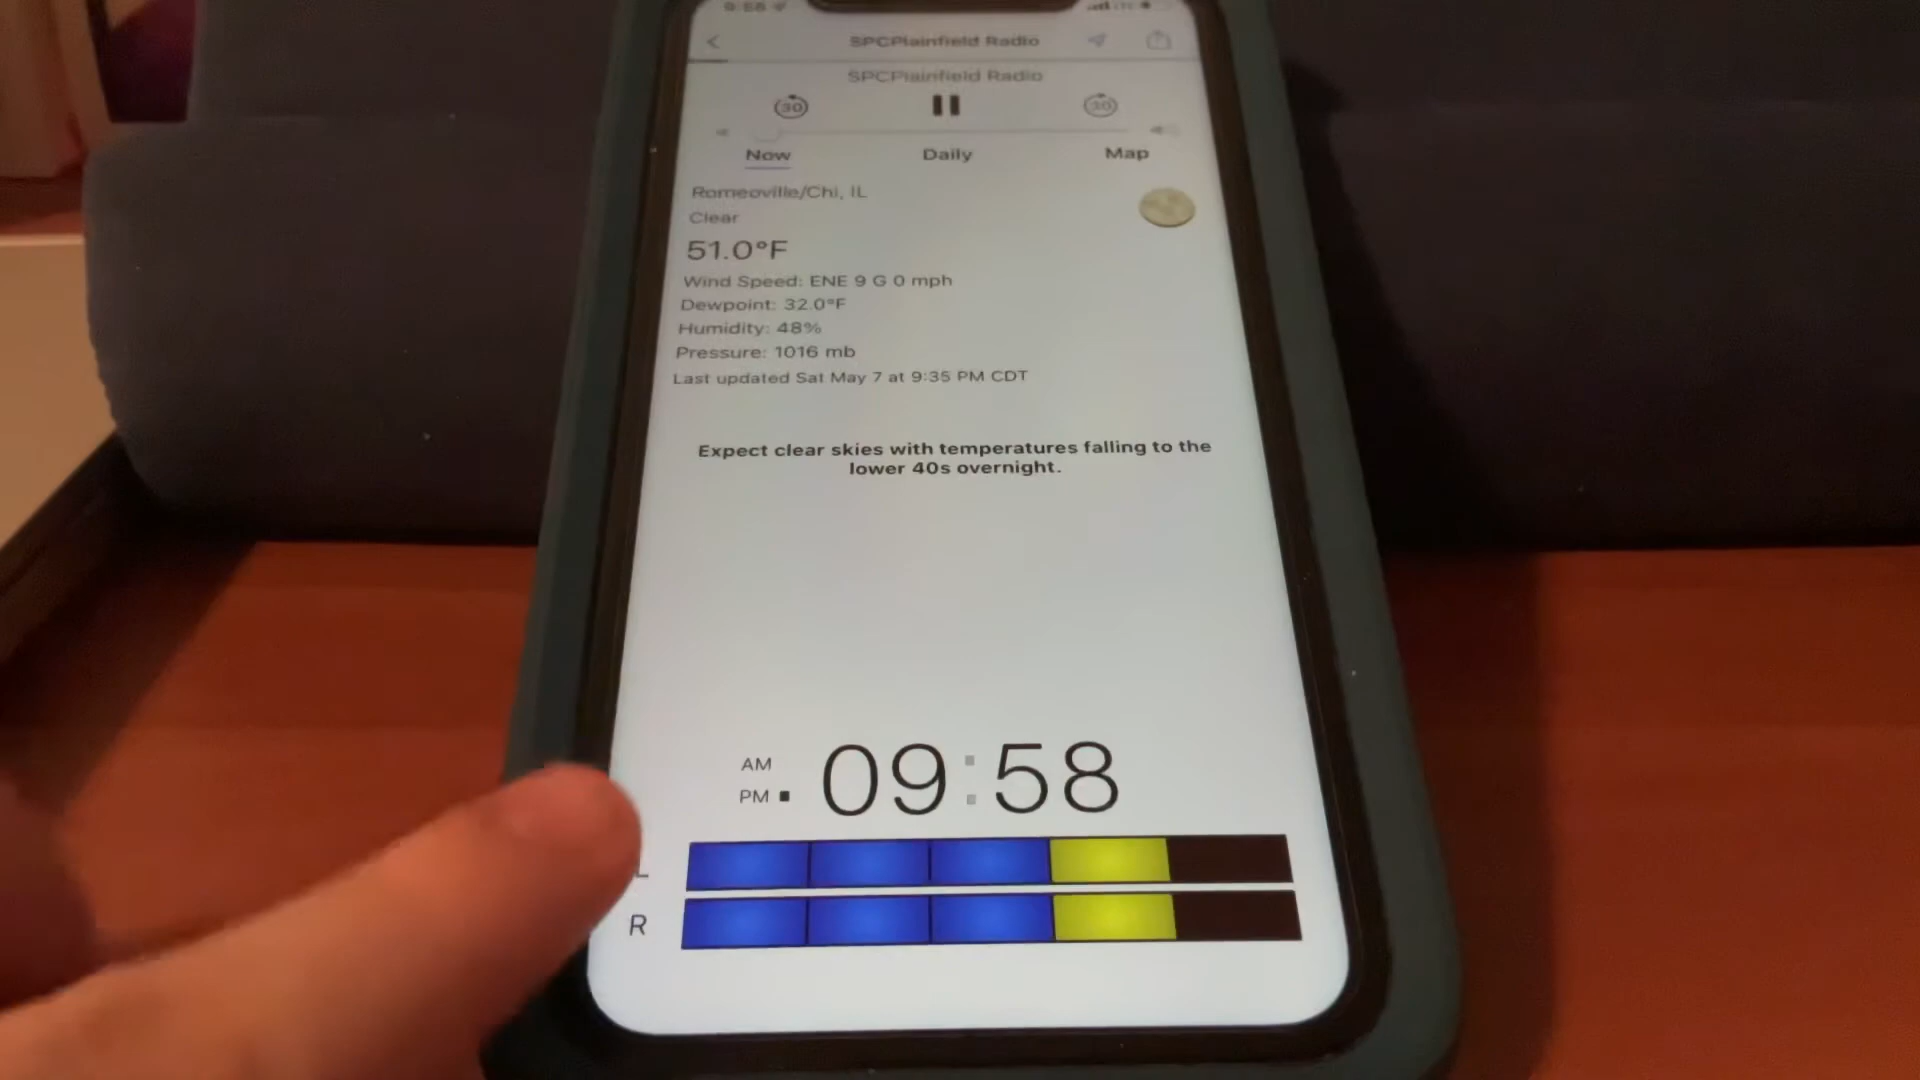 9:58
SPCPlainfield Radio
SPCPlainfield Radio
30
30
Now Daily Map
Romeoville/Chi, IL
Clear
51.0°F
Wind Speed: ENE 9 G 0 mph
Dewpoint: 32.0°F
Humidity: 48%
Pressure: 1016 mb
Last updated Sat May 7 at 9:35 PM CDT
Expect clear skies with temperatures falling to the
lower 40s overnight.
AM
PM
09:58
L
R